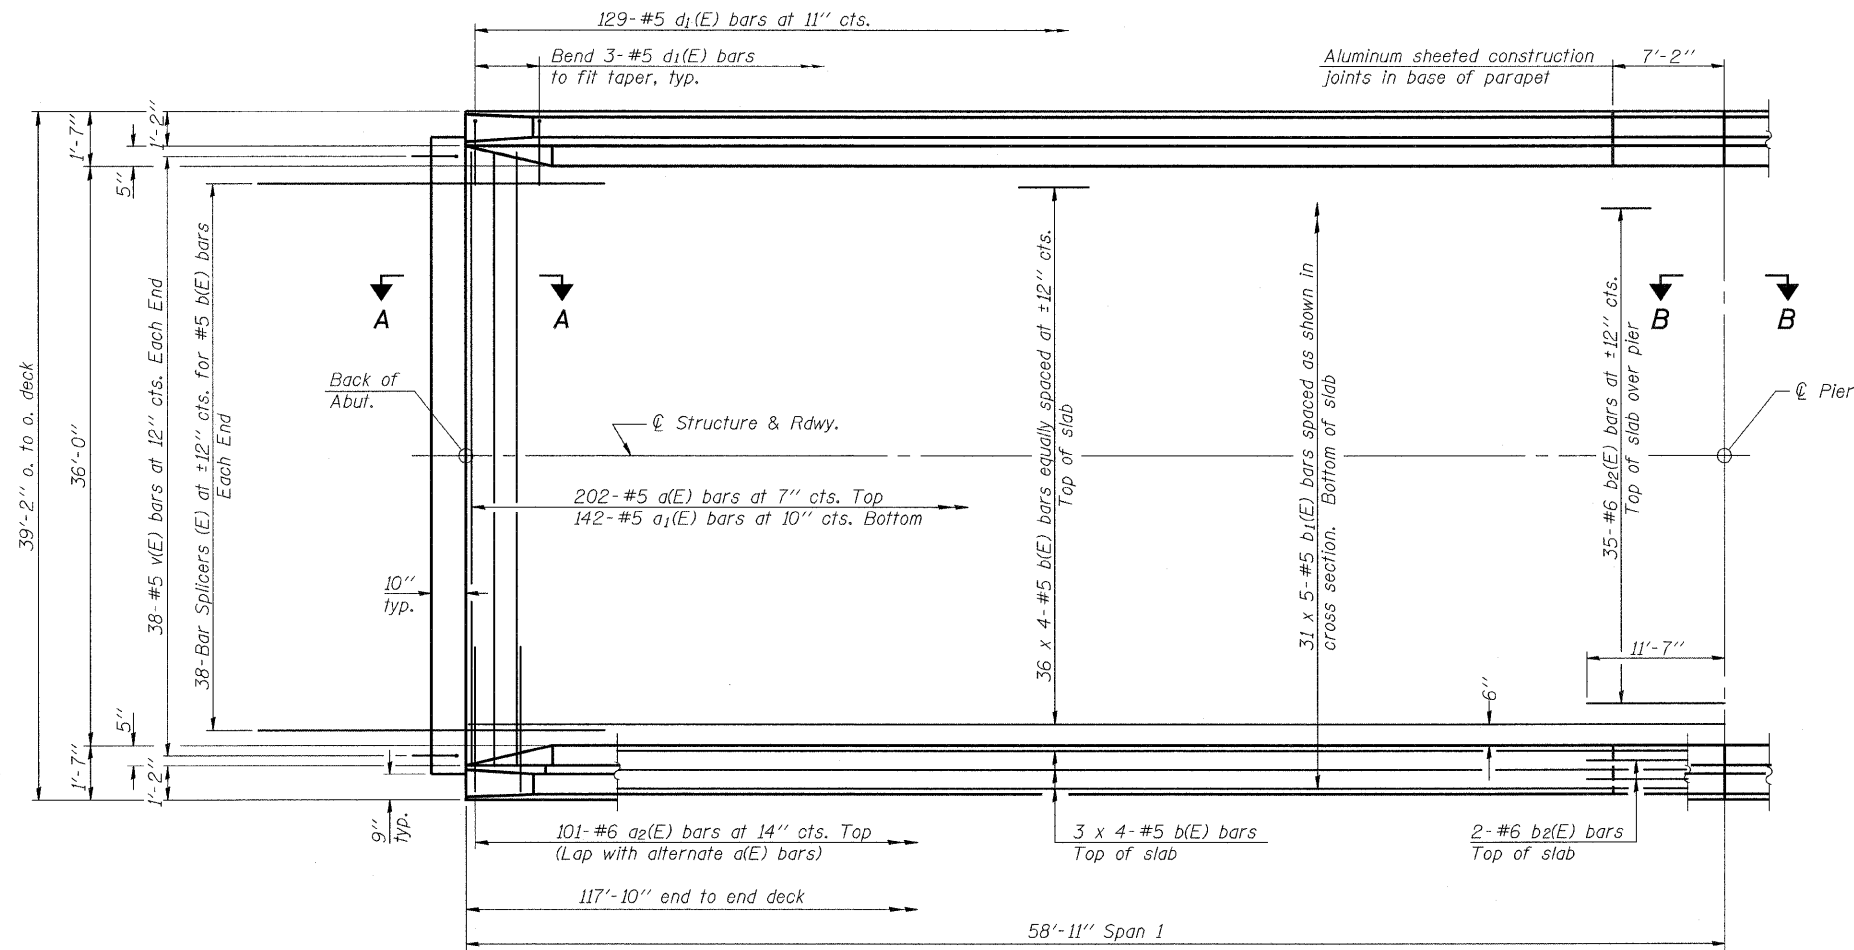 129-#5 d1(E) bars at 11'' cts.
Bend 3-#5 d1(E) bars
to fit taper, typ.
Aluminum sheeted construction
joints in base of parapet
7'-2''
1'-7''
1'-2''
5''
39'-2'' o. to o. deck
36'-0''
38-#5 v(E) bars at 12'' cts. Each End
38-Bar Splicers (E) at ±12'' cts. for #5 b(E) bars
Each End
A
A
B
B
Back of
Abut.
℄ Structure & Rdwy.
℄ Pier
202-#5 a(E) bars at 7'' cts. Top
142-#5 a1(E) bars at 10'' cts. Bottom
36 x 4-#5 b(E) bars equally spaced at ±12'' cts.
Top of slab
31 x 5-#5 b1(E) bars spaced as shown in
cross section. Bottom of slab
35-#6 b2(E) bars at ±12'' cts.
Top of slab over pier
10''
typ.
11'-7''
6''
5''
1'-7''
1'-2''
9''
typ.
101-#6 a2(E) bars at 14'' cts. Top
(Lap with alternate a(E) bars)
3 x 4-#5 b(E) bars
Top of slab
2-#6 b2(E) bars
Top of slab
117'-10'' end to end deck
58'-11'' Span 1